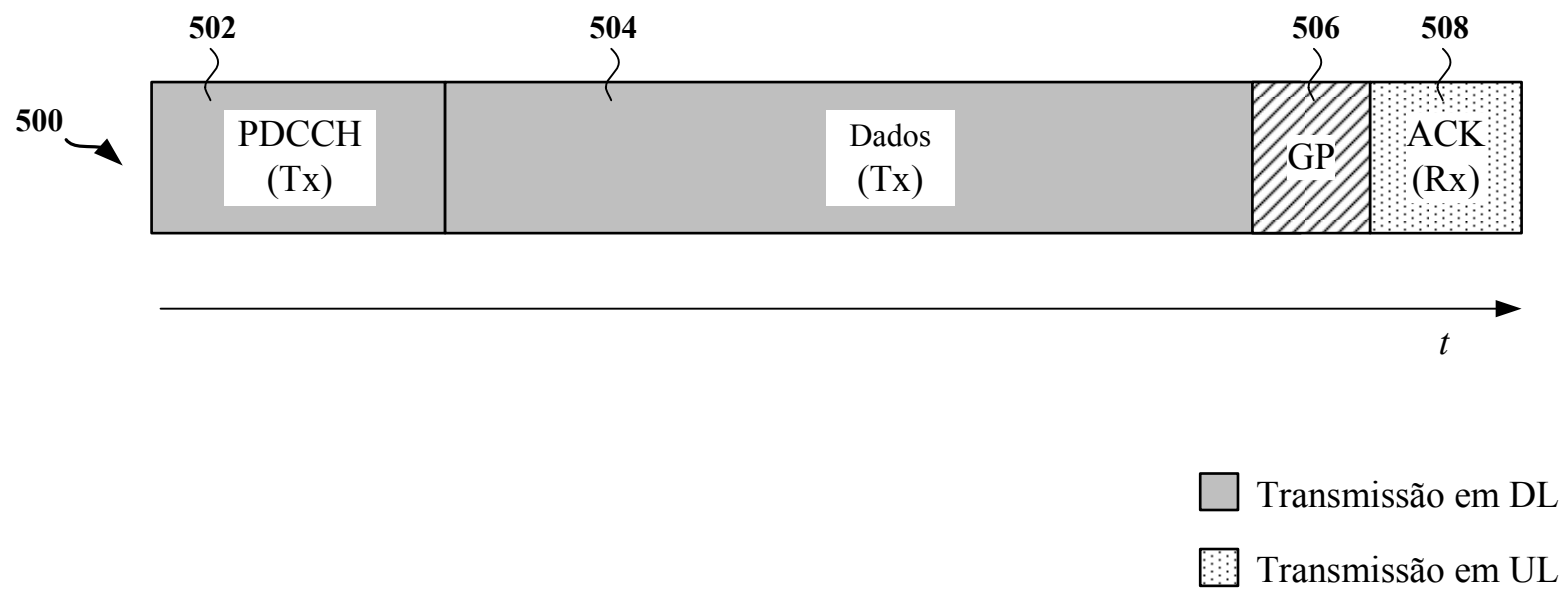 502
504
506
508
500
PDCCH
(Tx)
Dados
(Tx)
GP
ACK
(Rx)
t
Transmissão em DL
Transmissão em UL